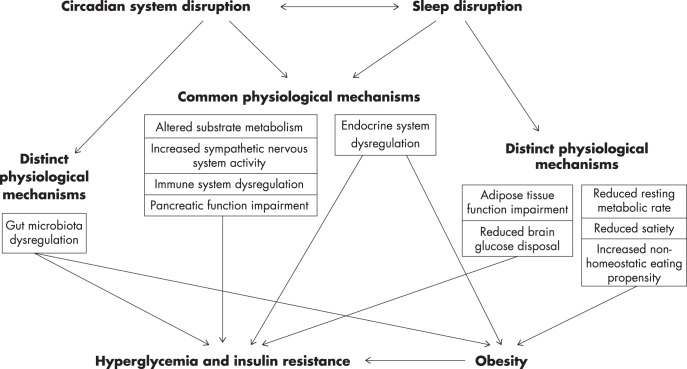 Circadian system disruption
Sleep disruption
Common physiological mechanisms
Altered substrate metabolism
Increased sympathetic nervous
system activity
Immune system dysregulation
Pancreatic function impairment
Endocrine system
dysregulation
Distinct
physiological
mechanisms
Gut microbiota
dysregulation
Distinct physiological
mechanisms
Adipose tissue
function impairment
Reduced brain
glucose disposal
Reduced resting
metabolic rate
Reduced satiety
Increased non-
homeostatic eating
propensity
Hyperglycemia and insulin resistance
Obesity